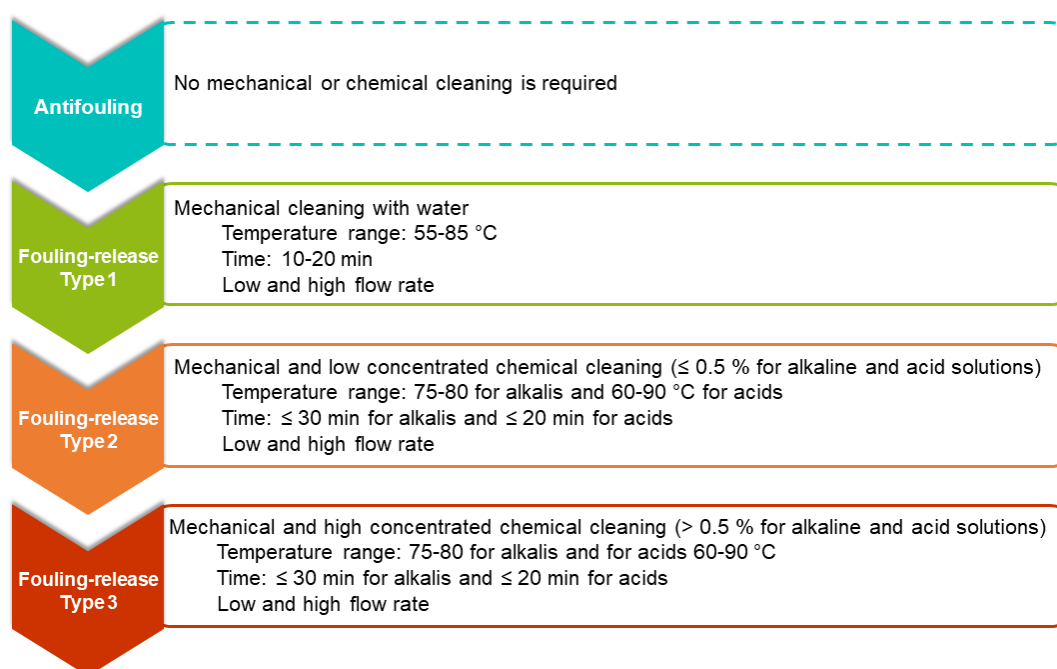 Antifouling
No mechanical or chemical cleaning is required
Fouling-release
Type 1
Mechanical cleaning with water
Temperature range: 55-85 °C
Time: 10-20 min
Low and high flow rate
Fouling-release
Type 2
Mechanical and low concentrated chemical cleaning (≤ 0.5 % for alkaline and acid solutions)
Temperature range: 75-80 for alkalis and 60-90 °C for acids
Time: ≤ 30 min for alkalis and ≤ 20 min for acids
Low and high flow rate
Fouling-release
Type 3
Mechanical and high concentrated chemical cleaning (> 0.5 % for alkaline and acid solutions)
Temperature range: 75-80 for alkalis and for acids 60-90 °C
Time: ≤ 30 min for alkalis and ≤ 20 min for acids
Low and high flow rate